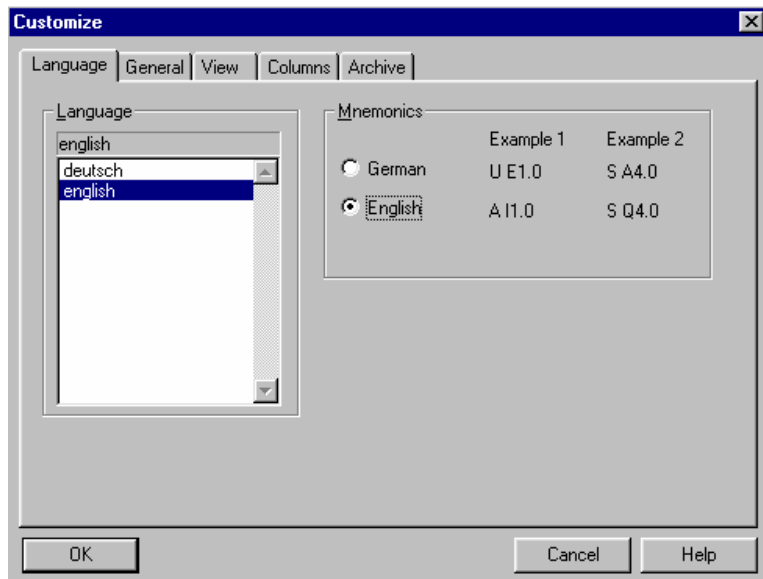 Customize
Language General View Columns Archive
Language
english
deutsch
english
Mnemonics
Example 1 Example 2
German U E1.0 S A4.0
English A I1.0 S Q4.0
OK Cancel Help